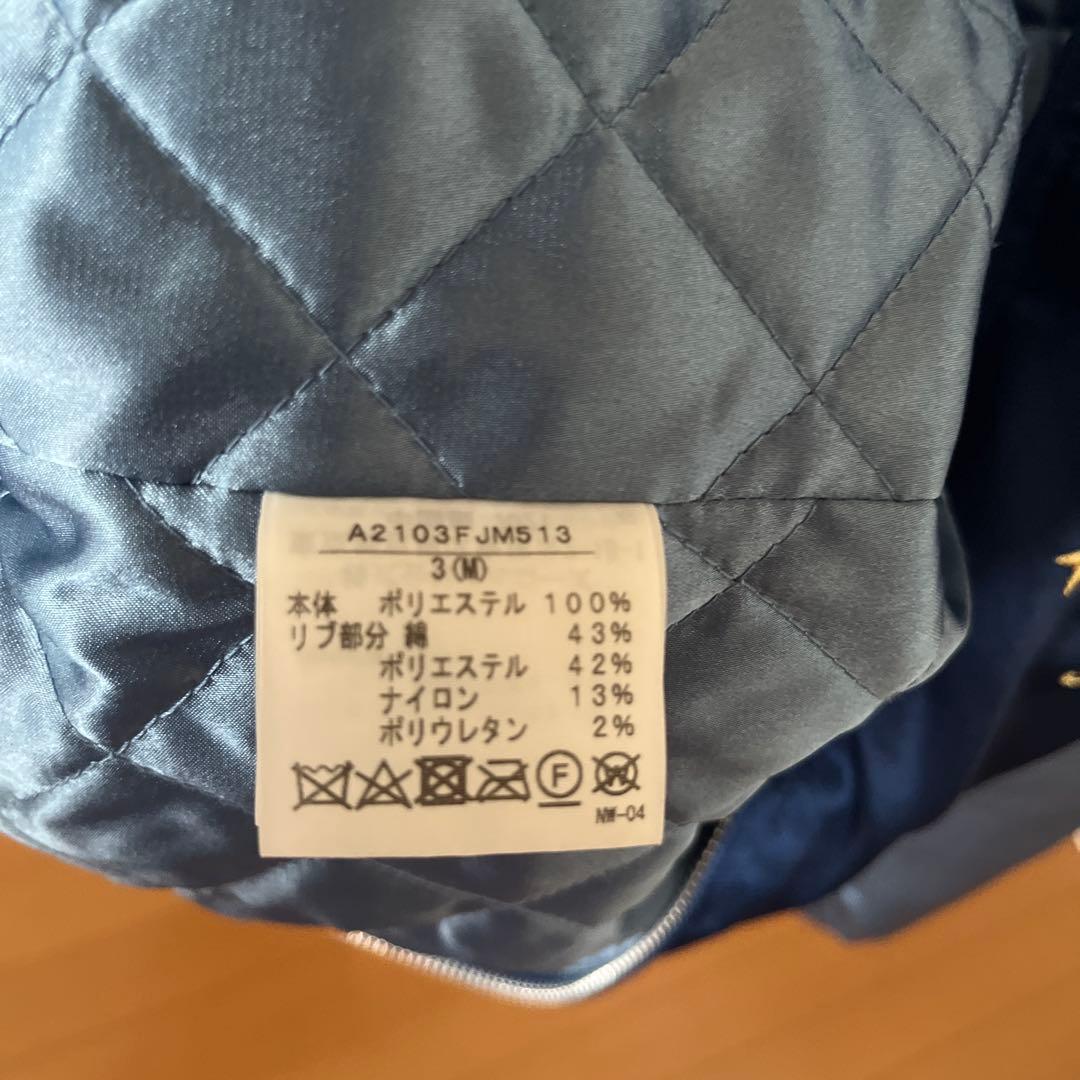 A2103FJM513
3(M)
本体 ポリエステル 100%
リブ部分 綿 43%
ポリエステル 42%
ナイロン 13%
ポリウレタン 2%
F W
NW-04